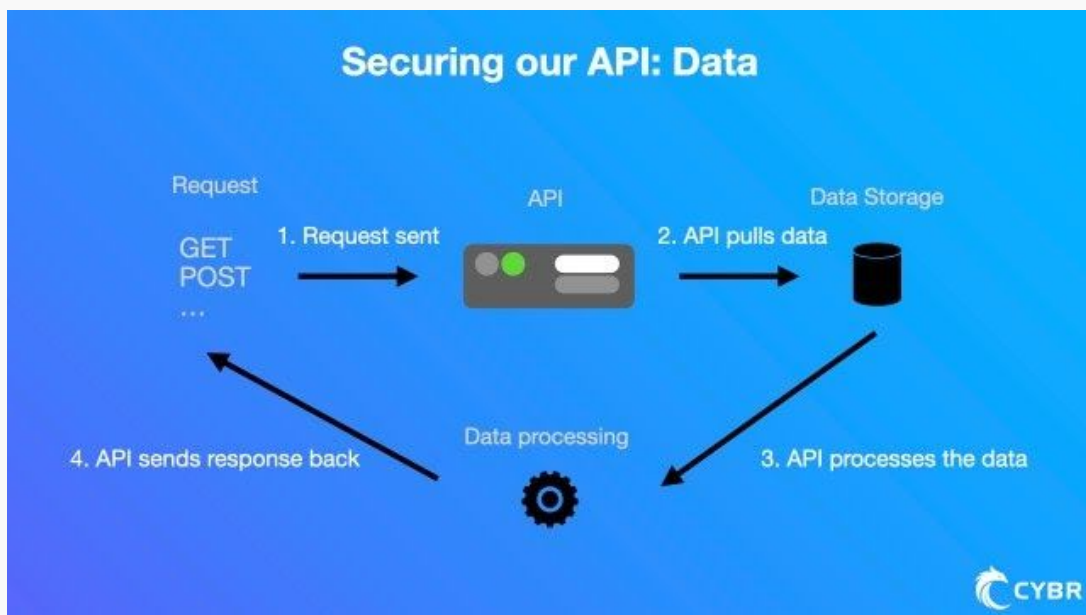 Securing our API: Data
Request
API
Data Storage
GET
POST
...
1. Request sent
2. API pulls data
Data processing
4. API sends response back
3. API processes the data
CYBR